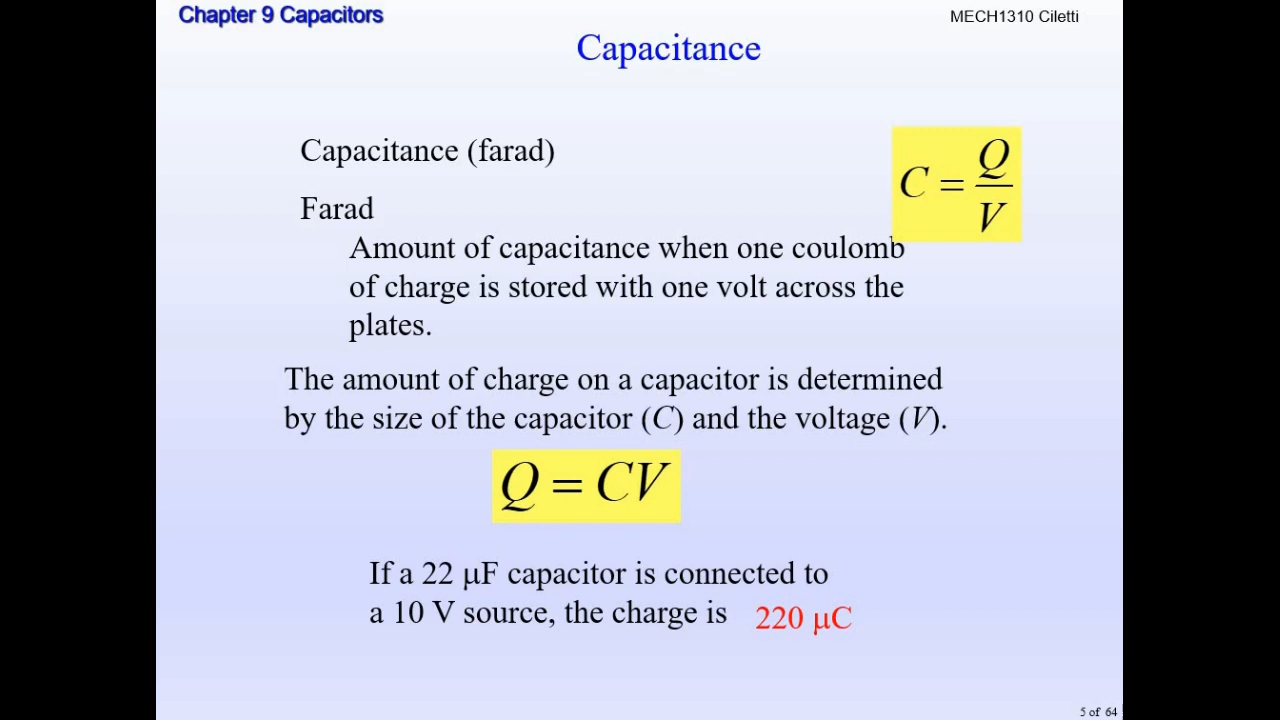 Chapter 9 Capacitors
MECH1310 Ciletti
Capacitance
Capacitance (farad)
C = Q/V
Farad
Amount of capacitance when one coulomb
of charge is stored with one volt across the
plates.
The amount of charge on a capacitor is determined
by the size of the capacitor (C) and the voltage (V).
Q = CV
If a 22 μF capacitor is connected to
a 10 V source, the charge is 220 μC
5 of 64